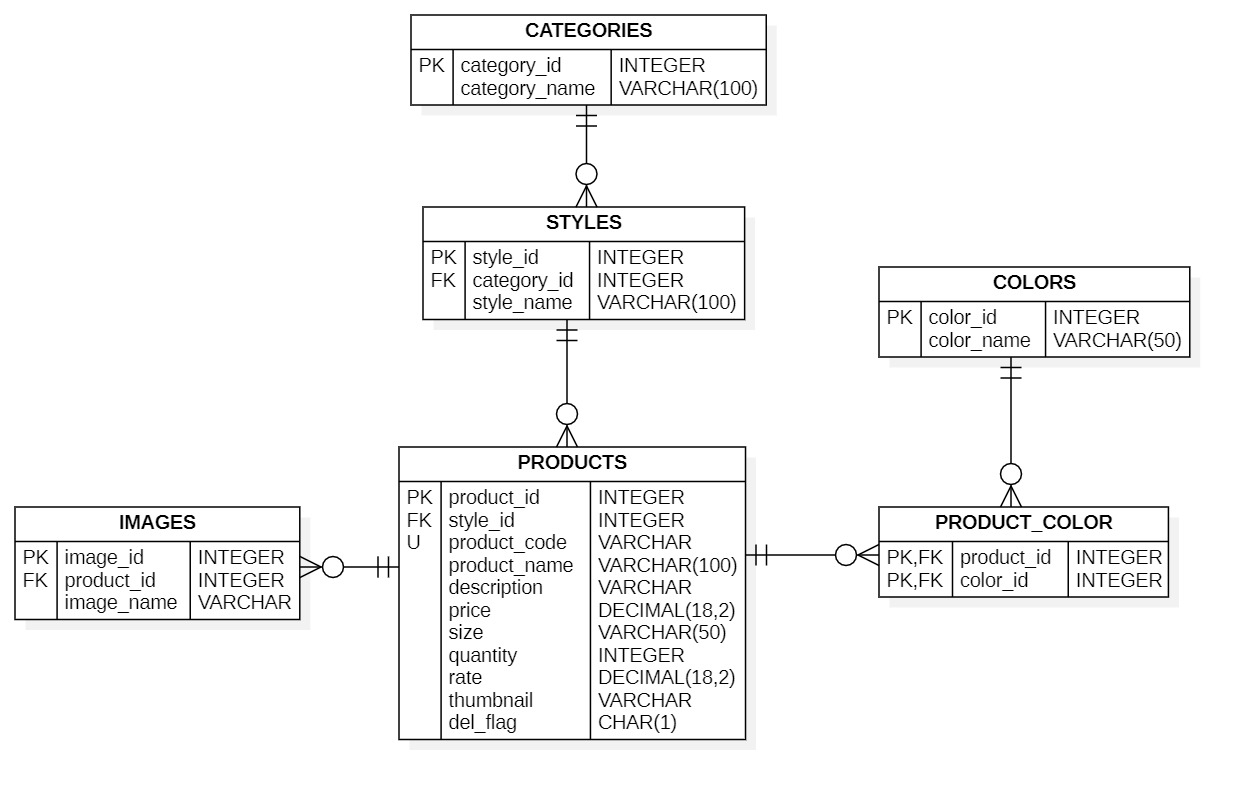 CATEGORIES
PK category_id INTEGER
category_name VARCHAR(100)
STYLES
PK style_id INTEGER
FK category_id INTEGER
style_name VARCHAR(100)
COLORS
PK color_id INTEGER
color_name VARCHAR(50)
PRODUCTS
PK product_id INTEGER
FK style_id INTEGER
U product_code VARCHAR
product_name VARCHAR(100)
description VARCHAR
price DECIMAL(18,2)
size VARCHAR(50)
quantity INTEGER
rate DECIMAL(18,2)
thumbnail VARCHAR
del_flag CHAR(1)
IMAGES
PK image_id INTEGER
FK product_id INTEGER
image_name VARCHAR
PRODUCT_COLOR
PK,FK product_id INTEGER
PK,FK color_id INTEGER